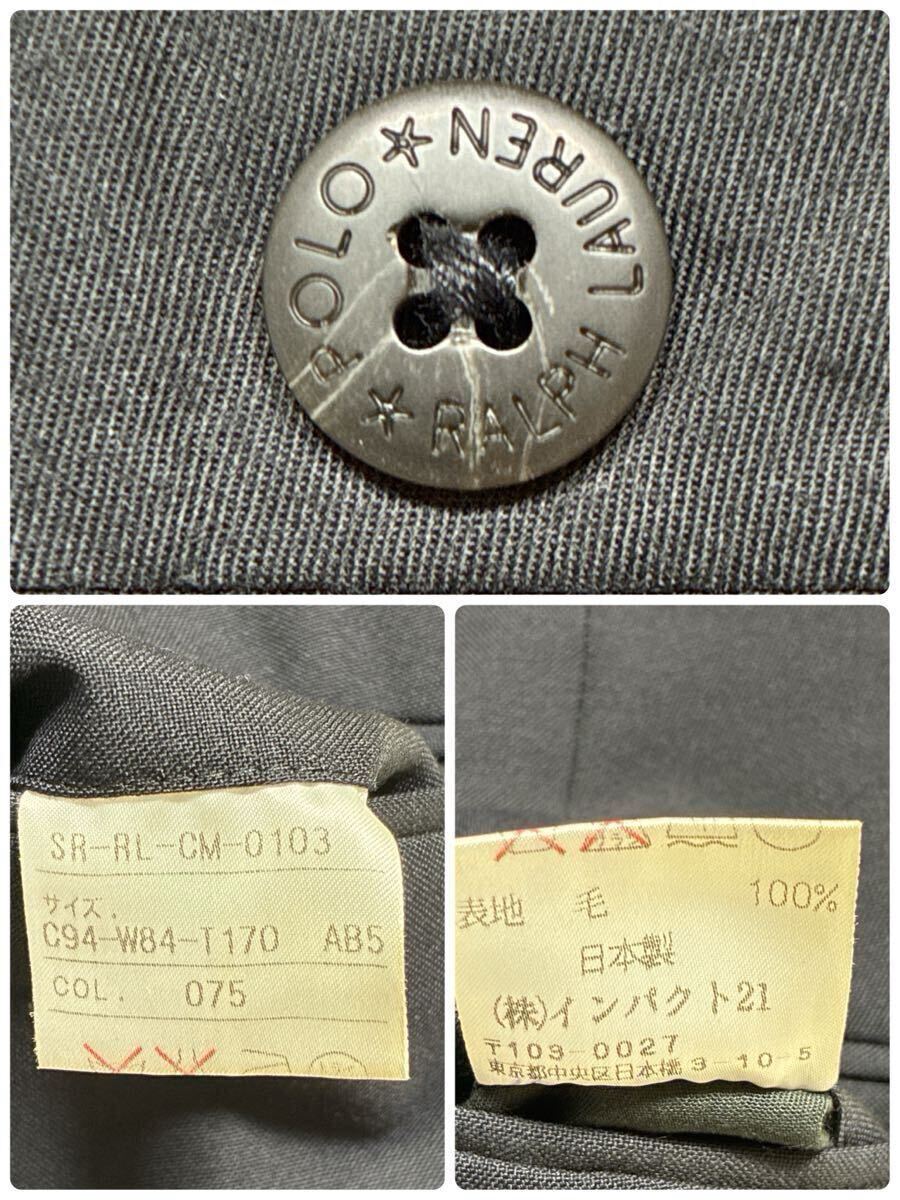 POLO ★ RALPH LAUREN ★
SR-RL-CM-0103
サイズ.
C94-W84-T170 AB5
COL. 075
表地 毛 100%
日本製
(株)インパクト21
〒103-0027
東京都中央区日本橋3-10-5